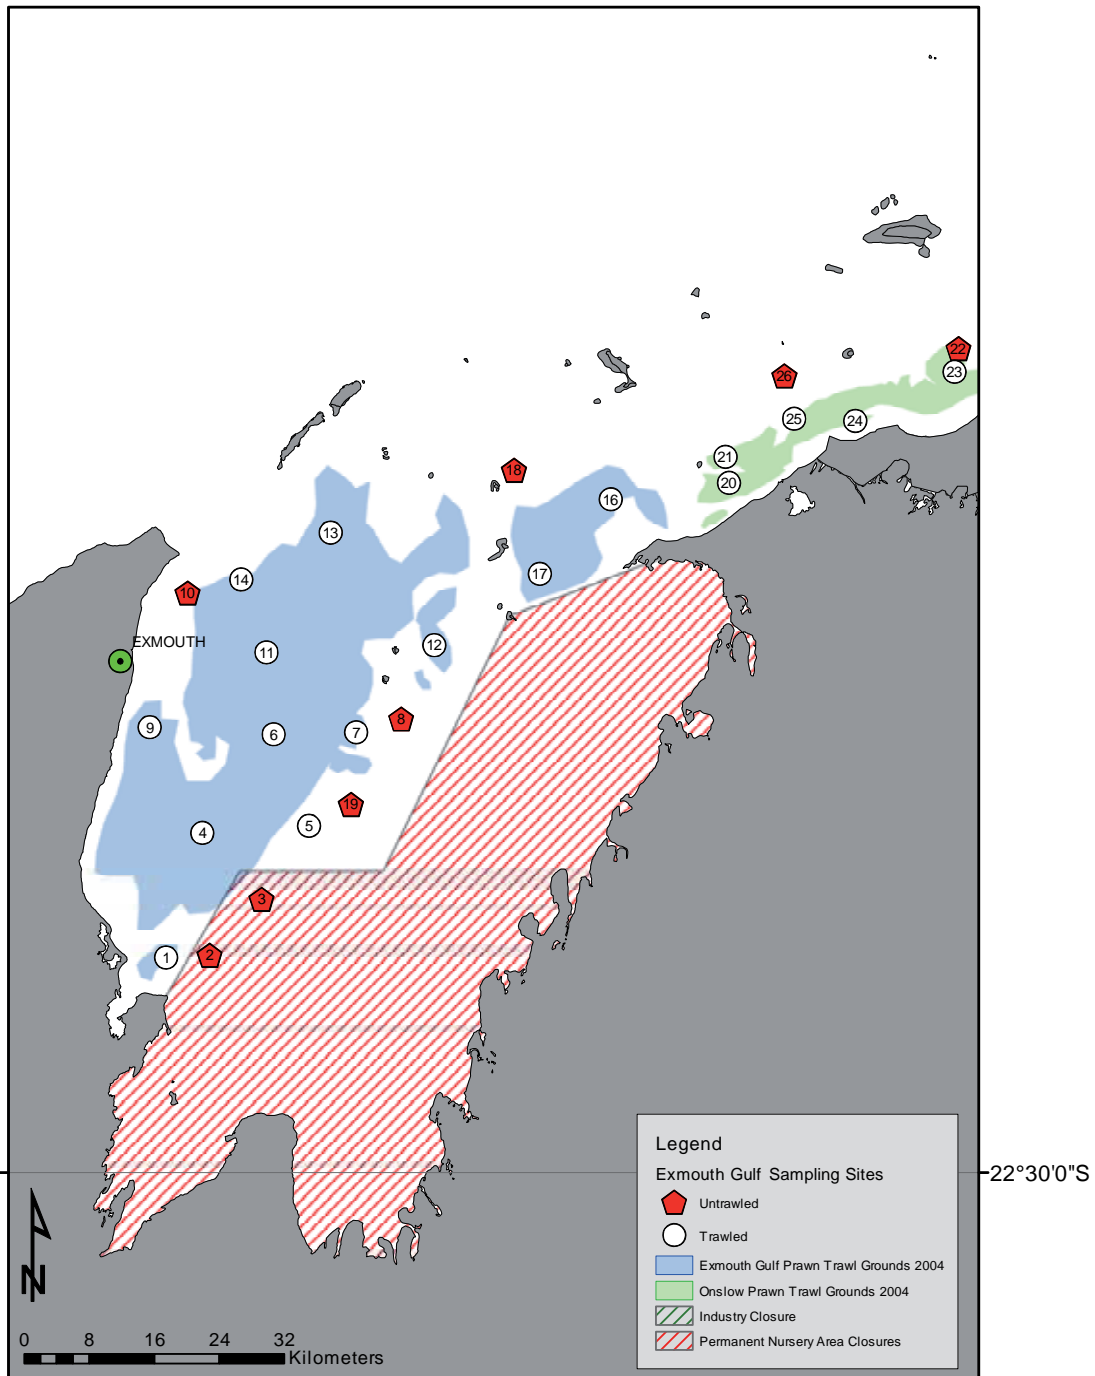 22
23
26
25
24
21
20
18
16
13
17
14
10
EXMOUTH
12
11
8
9
6
7
19
5
4
3
1
2
Legend
Exmouth Gulf Sampling Sites
Untrawled
Trawled
Exmouth Gulf Prawn Trawl Grounds 2004
Onslow Prawn Trawl Grounds 2004
Industry Closure
Permanent Nursery Area Closures
22°30'0"S
N
0 8 16 24 32
Kilometers